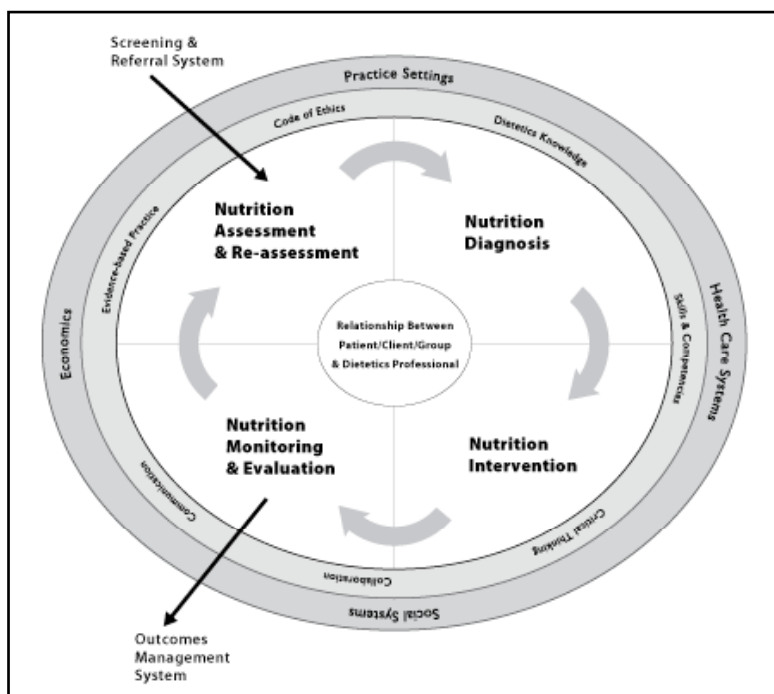 Screening &
Referral System
Practice Settings
Code of Ethics
Dietetics Knowledge
Nutrition
Assessment
& Re-assessment
Nutrition
Diagnosis
Evidence-based Practice
Economics
Skills & Competencies
Health Care Systems
Relationship Between
Patient/Client/Group
& Dietetics Professional
Nutrition
Monitoring
& Evaluation
Nutrition
Intervention
Communication
Critical Thinking
Collaboration
Social Systems
Outcomes
Management
System